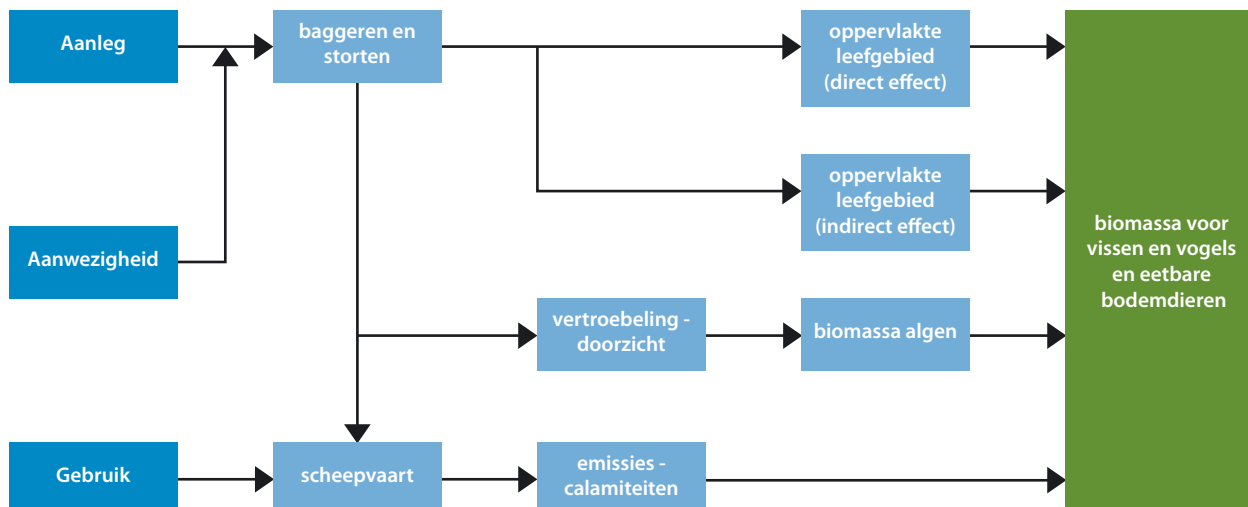 Aanleg
baggeren en
storten
oppervlakte
leefgebied
(direct effect)
oppervlakte
leefgebied
(indirect effect)
Aanwezigheid
biomassa voor
vissen en vogels
en eetbare
bodemdieren
vertroebeling -
doorzicht
biomassa algen
Gebruik
scheepvaart
emissies -
calamiteiten